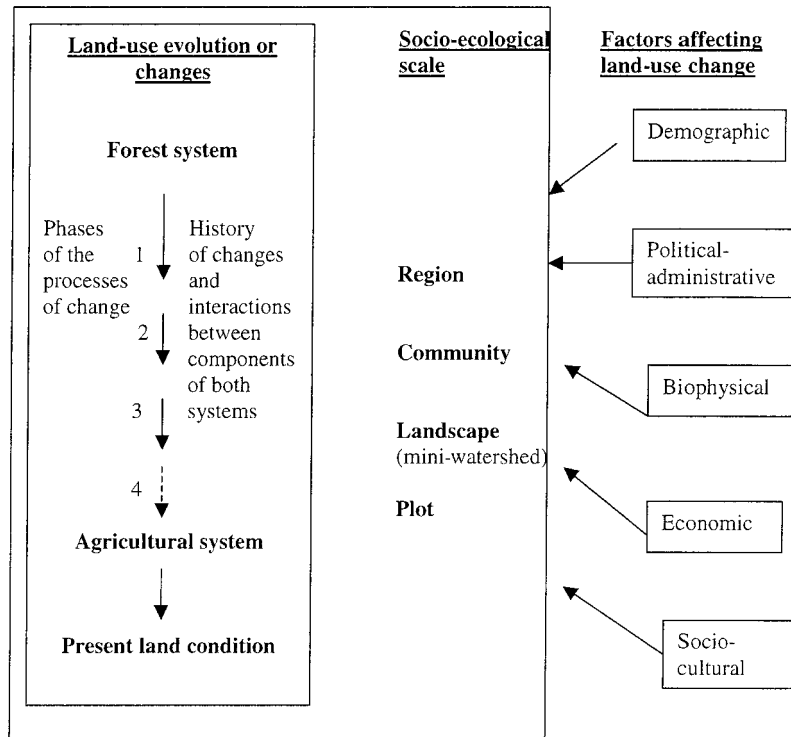 Land-use evolution or
changes
Forest system
Phases
of the
processes
of change
1
2
3
4
History
of changes
and
interactions
between
components
of both
systems
Agricultural system
Present land condition
Socio-ecological
scale
Region
Community
Landscape
(mini-watershed)
Plot
Factors affecting
land-use change
Demographic
Political-
administrative
Biophysical
Economic
Socio-
cultural